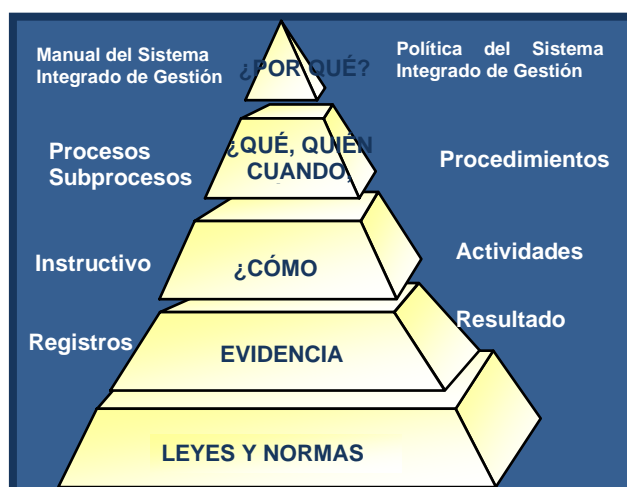 Manual del Sistema
Integrado de Gestión
¿POR QUÉ?
Política del Sistema
Integrado de Gestión
Procesos
Subprocesos
¿QUÉ, QUIÉN
CUANDO,
Procedimientos
Instructivo
¿CÓMO
Actividades
Registros
EVIDENCIA
Resultado
LEYES Y NORMAS